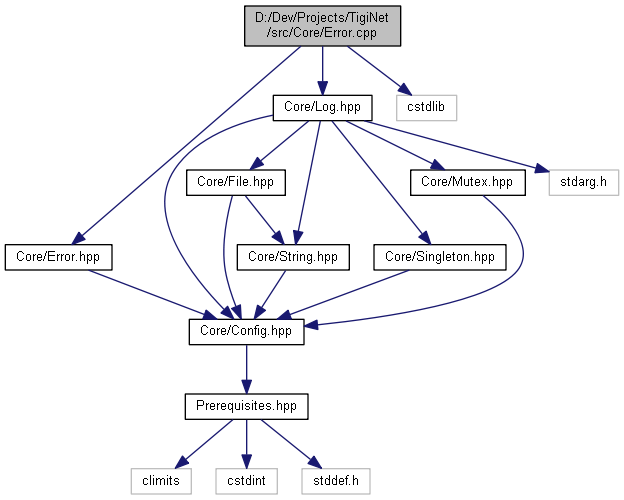 D:/Dev/Projects/TigiNet
/src/Core/Error.cpp
Core/Log.hpp
cstdlib
Core/File.hpp
Core/Mutex.hpp
stdarg.h
Core/Error.hpp
Core/String.hpp
Core/Singleton.hpp
Core/Config.hpp
Prerequisites.hpp
climits
cstdint
stddef.h